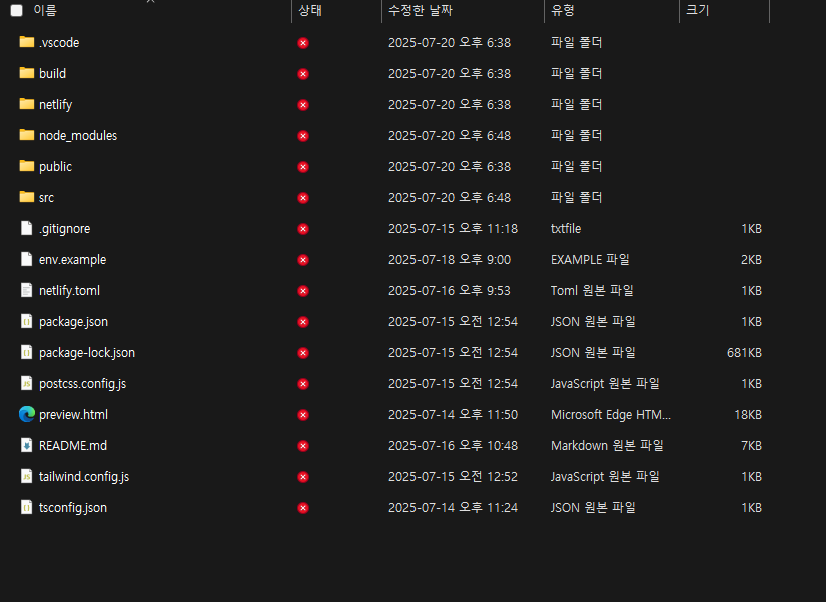 이름 상태 수정한 날짜 유형 크기
.vscode 2025-07-20 오후 6:38 파일 폴더
build 2025-07-20 오후 6:38 파일 폴더
netlify 2025-07-20 오후 6:38 파일 폴더
node_modules 2025-07-20 오후 6:48 파일 폴더
public 2025-07-20 오후 6:38 파일 폴더
src 2025-07-20 오후 6:48 파일 폴더
.gitignore 2025-07-15 오후 11:18 txtfile 1KB
env.example 2025-07-18 오후 9:00 EXAMPLE 파일 2KB
netlify.toml 2025-07-16 오후 9:53 Toml 원본 파일 1KB
package.json 2025-07-15 오전 12:54 JSON 원본 파일 1KB
package-lock.json 2025-07-15 오전 12:54 JSON 원본 파일 681KB
postcss.config.js 2025-07-15 오전 12:54 JavaScript 원본 파일 1KB
preview.html 2025-07-14 오후 11:50 Microsoft Edge HTM... 18KB
README.md 2025-07-16 오후 10:48 Markdown 원본 파일 7KB
tailwind.config.js 2025-07-15 오전 12:52 JavaScript 원본 파일 1KB
tsconfig.json 2025-07-14 오후 11:24 JSON 원본 파일 1KB